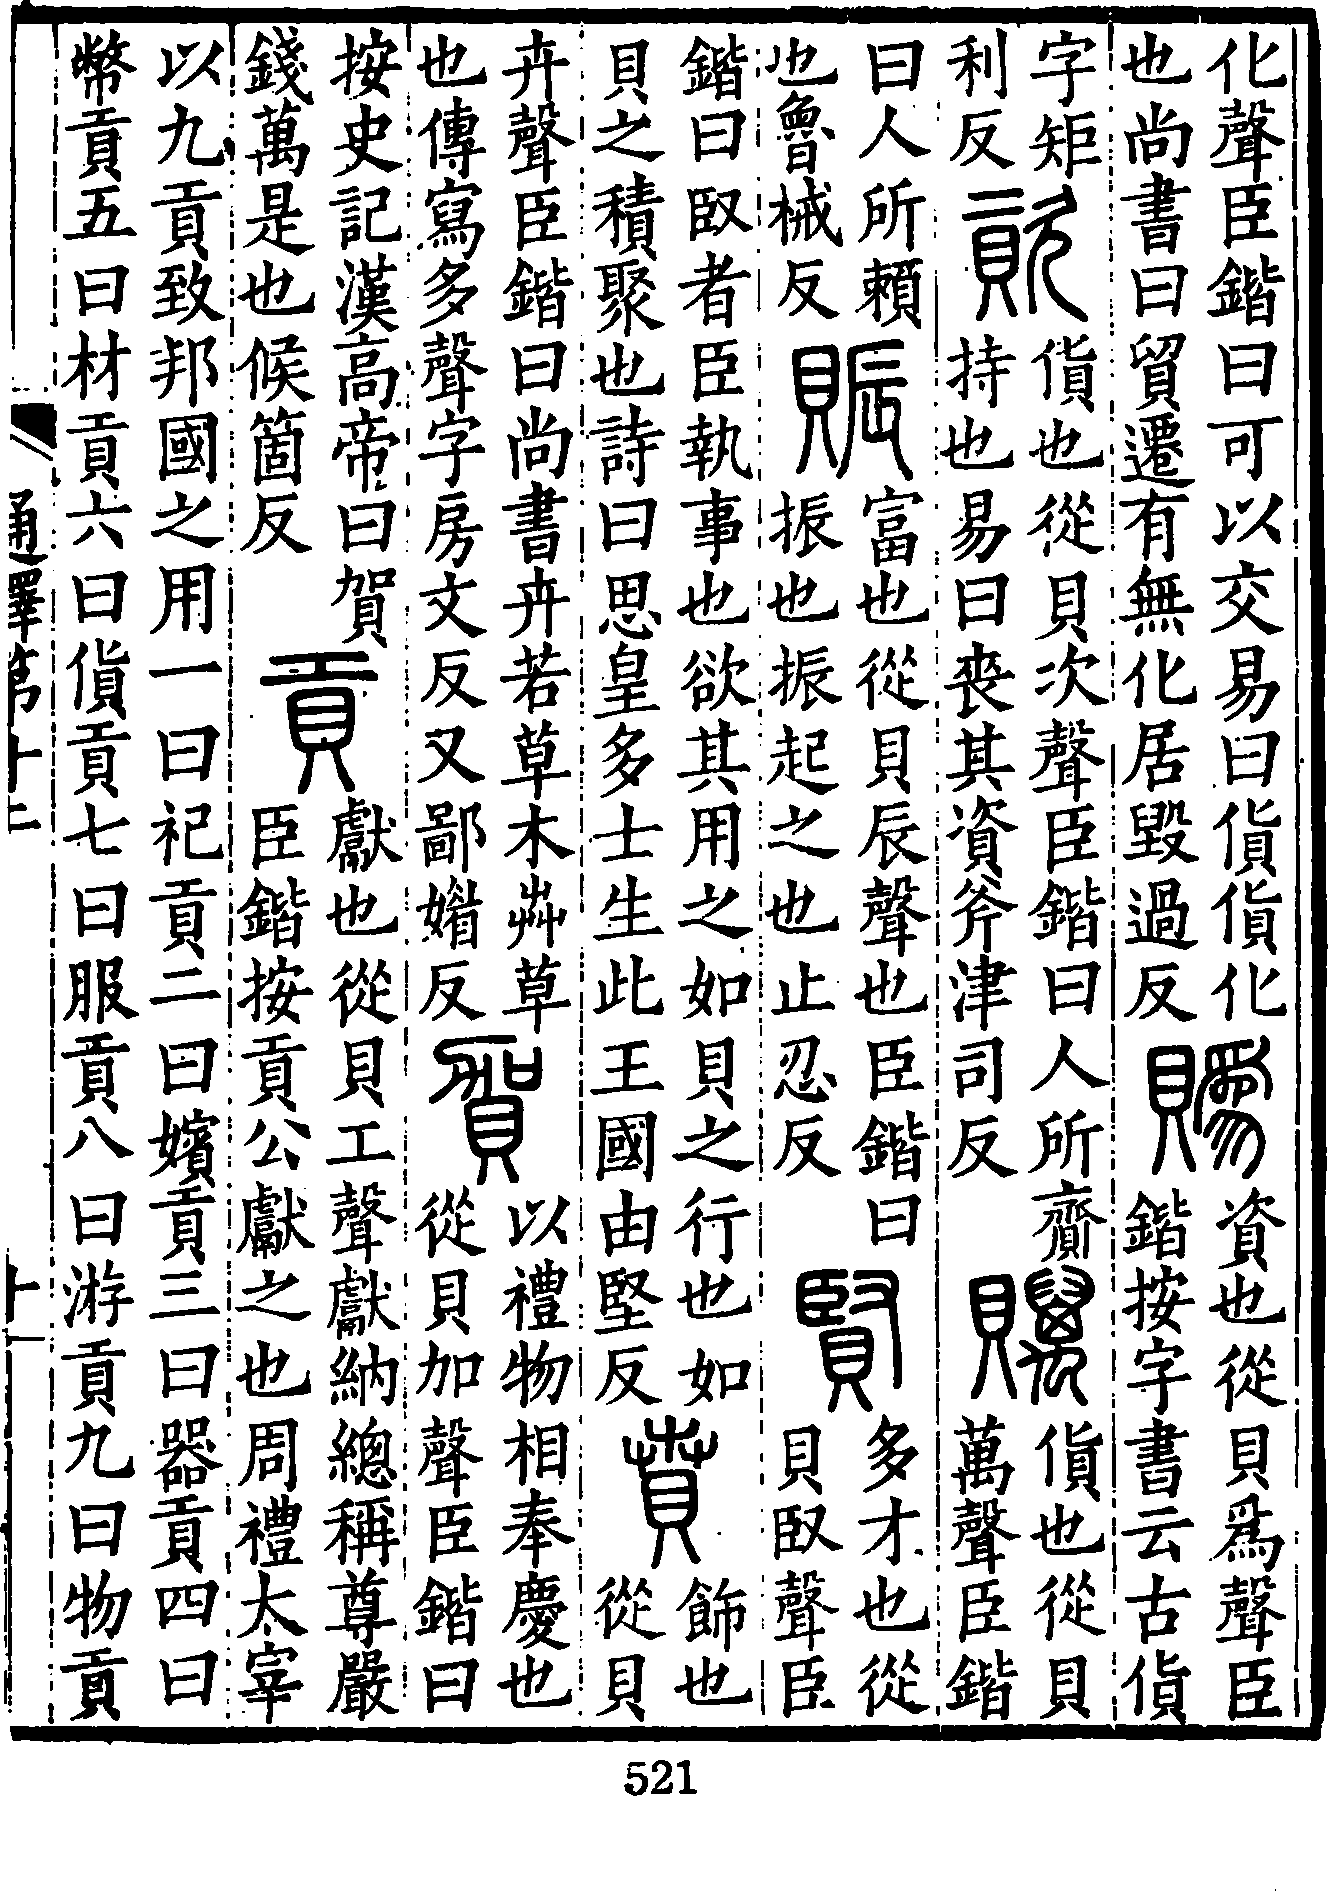 化聲臣鍇曰可以交易曰貨貨化
也尚書曰貿遷有無化居毀過反
䞈
資也從貝爲聲臣
鍇按字書云古貨
字矩
利反
資
貨也從貝次聲臣鍇曰人所齎
持也易曰丧其資斧津司反
贎
貨也從貝
萬聲臣鍇
曰人所賴
也魯械反
賑
富也從貝辰聲也臣鍇曰
振也振起之也止忍反
賢
多才也從
貝臤聲臣
鍇曰臤者臣執事也欲其用之如貝之行也如
貝之積聚也詩曰思皇多士生此王國由堅反
賁
飾也
從貝
卉聲臣鍇曰尚書卉若草木茻草
也傳寫多聲字房文反又鄙媘反
賀
以禮物相奉慶也
從貝加聲臣鍇曰
按史記漢高帝曰賀
錢萬是也候箇反
貢
獻也從貝工聲獻納總稱尊嚴
臣鍇按貢公獻之也周禮太宰
以九貢致邦國之用一曰祀貢二曰嬪貢三曰器貢四曰
幣貢五曰材貢六曰貨貢七曰服貢八曰游貢九曰物貢
通釋第十二
十一
521